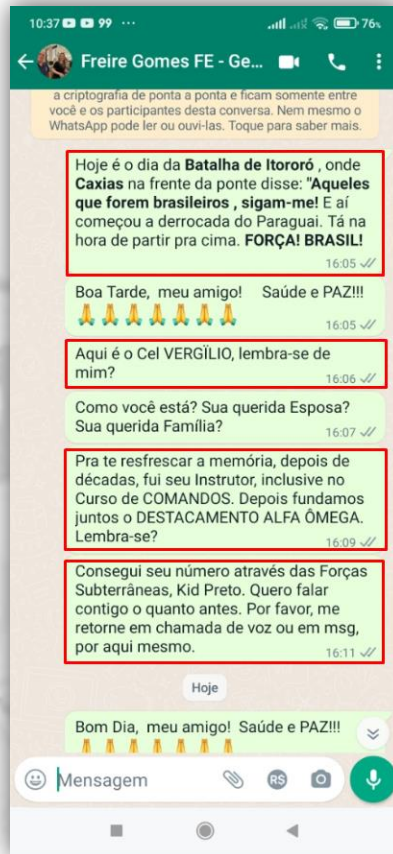 10:37 99 ··· 76%
Freire Gomes FE - Ge...
a criptografia de ponta a ponta e ficam somente entre
você e os participantes desta conversa. Nem mesmo o
WhatsApp pode ler ou ouvi-las. Toque para saber mais.
Hoje é o dia da Batalha de Itororó , onde
Caxias na frente da ponte disse: "Aqueles
que forem brasileiros , sigam-me! E aí
começou a derrocada do Paraguai. Tá na
hora de partir pra cima. FORÇA! BRASIL!
16:05
Boa Tarde, meu amigo! Saúde e PAZ!!!
🙏🙏🙏🙏🙏🙏🙏 16:05
Aqui é o Cel VERGÏLIO, lembra-se de
mim? 16:06
Como você está? Sua querida Esposa?
Sua querida Família? 16:07
Pra te resfrescar a memória, depois de
décadas, fui seu Instrutor, inclusive no
Curso de COMANDOS. Depois fundamos
juntos o DESTACAMENTO ALFA ÔMEGA.
Lembra-se? 16:09
Consegui seu número através das Forças
Subterrâneas, Kid Preto. Quero falar
contigo o quanto antes. Por favor, me
retorne em chamada de voz ou em msg,
por aqui mesmo. 16:11
Hoje
Bom Dia, meu amigo! Saúde e PAZ!!!
Mensagem RS